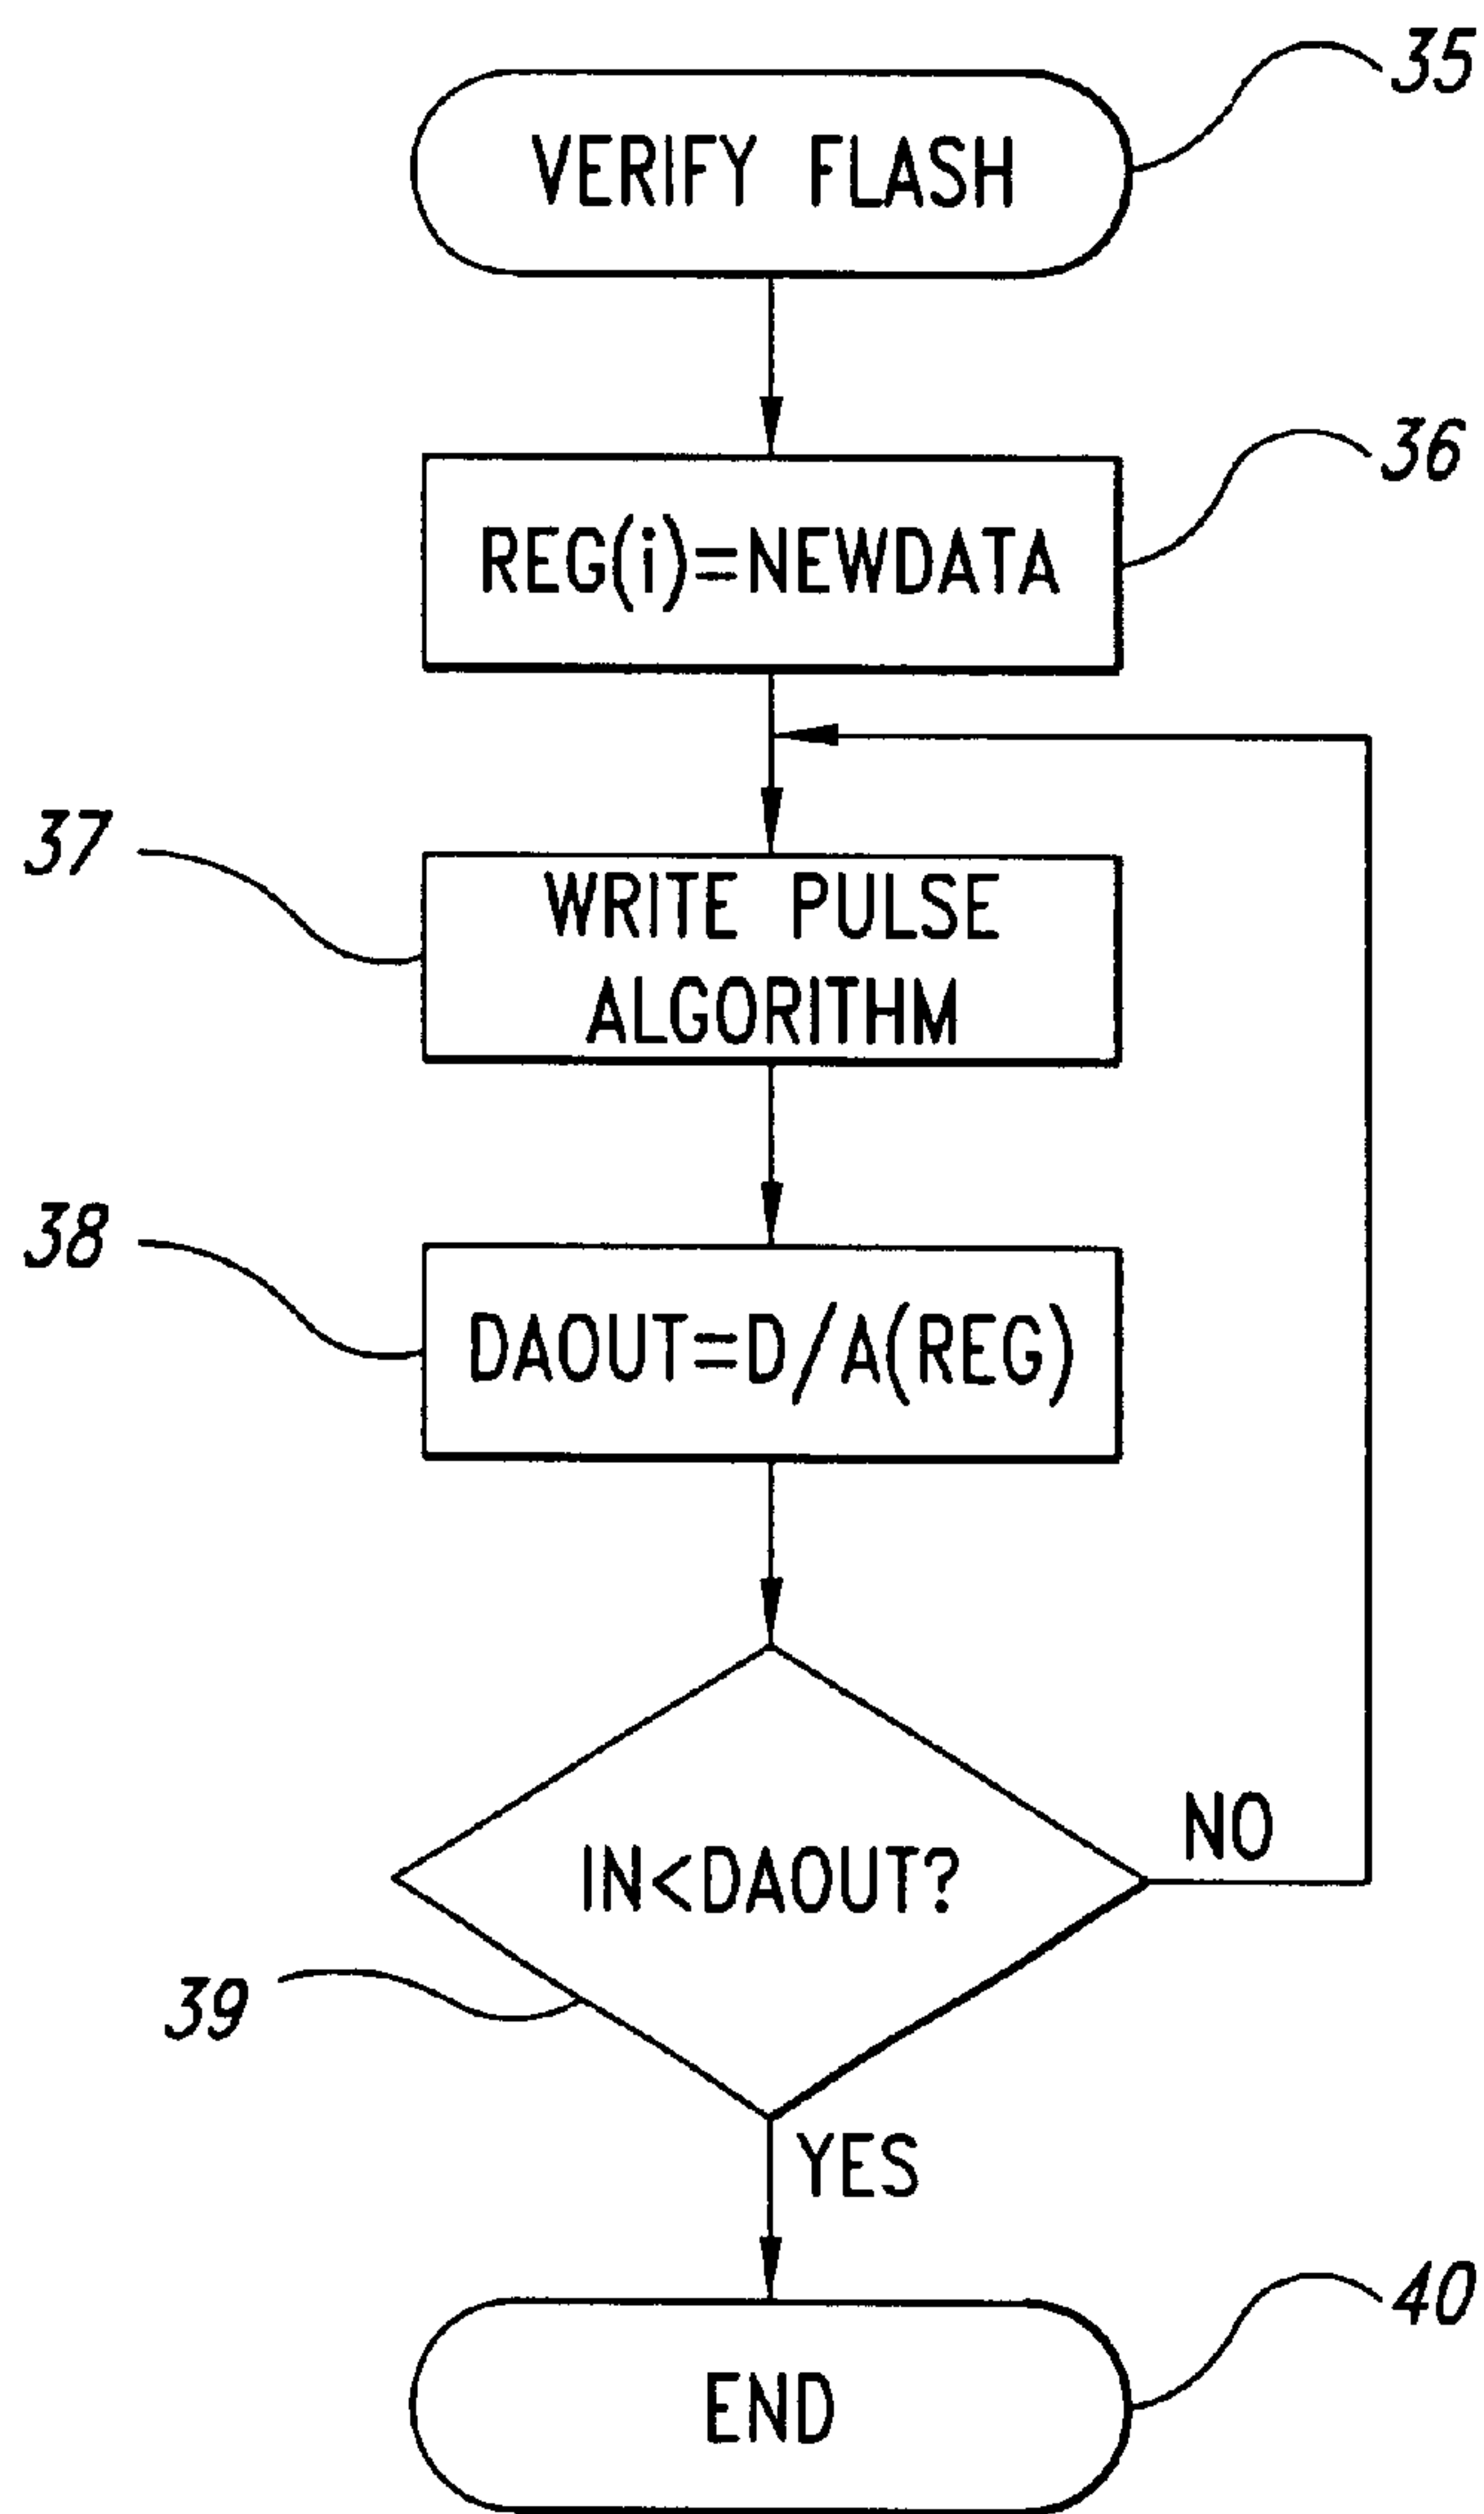 35
VERIFY FLASH
36
REG(i)=NEWDATA
37
WRITE PULSE
ALGORITHM
38
DAOUT=D/A(REG)
NO
IN<DAOUT?
39
YES
40
END